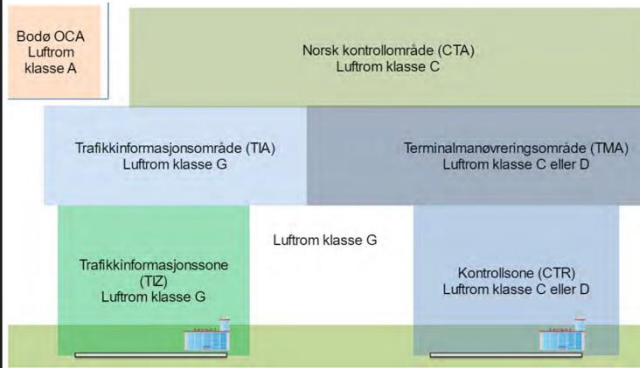 Bodø OCA
Luftrom
klasse A
Norsk kontrollområde (CTA)
Luftrom klasse C
Trafikkinformasjonsområde (TIA)
Luftrom klasse G
Terminalmanøvreringsområde (TMA)
Luftrom klasse C eller D
Luftrom klasse G
Trafikkinformasjonssone
(TIZ)
Luftrom klasse G
Kontrollsone (CTR)
Luftrom klasse C eller D